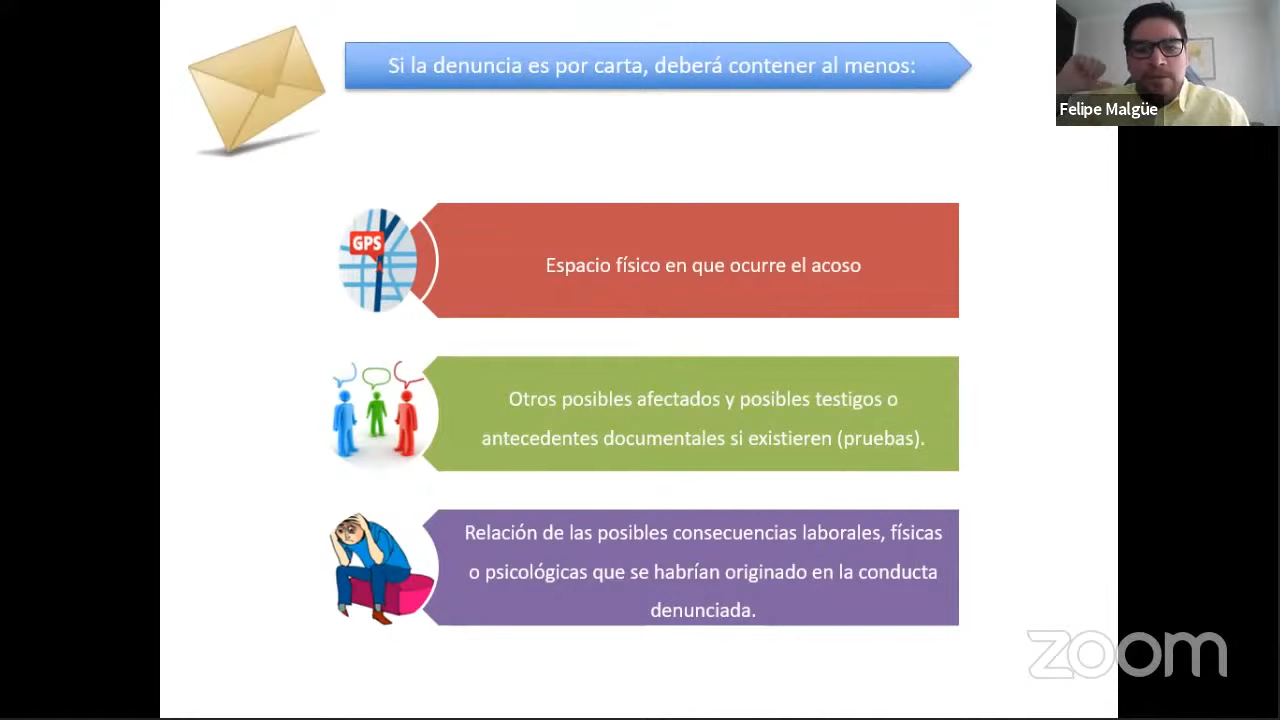 Si la denuncia es por carta, deberá contener al menos:
Felipe Malgüe
GPS
Espacio físico en que ocurre el acoso
Otros posibles afectados y posibles testigos o
antecedentes documentales si existieren (pruebas).
Relación de las posibles consecuencias laborales, físicas
o psicológicas que se habrían originado en la conducta
denunciada.
zoom